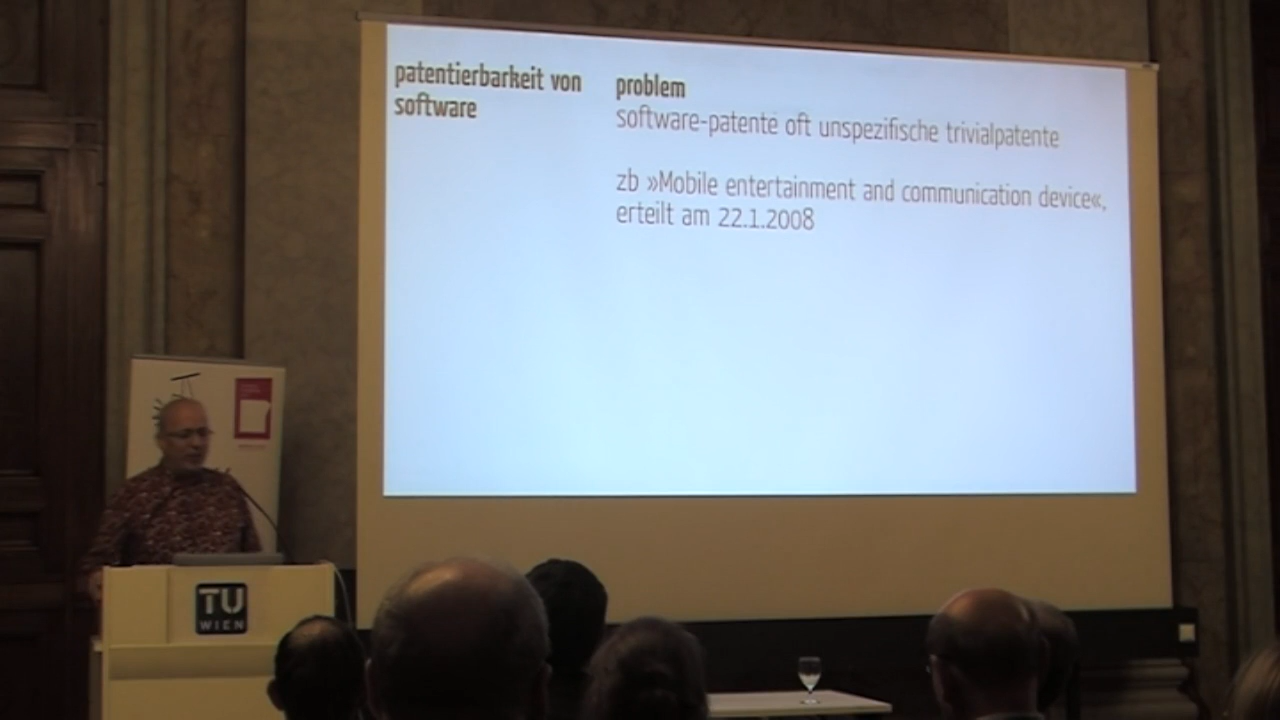 patentierbarkeit von
software
problem
software-patente oft unspezifische trivialpatente
zb »Mobile entertainment and communication device«,
erteilt am 22.1.2008
TU
WIEN